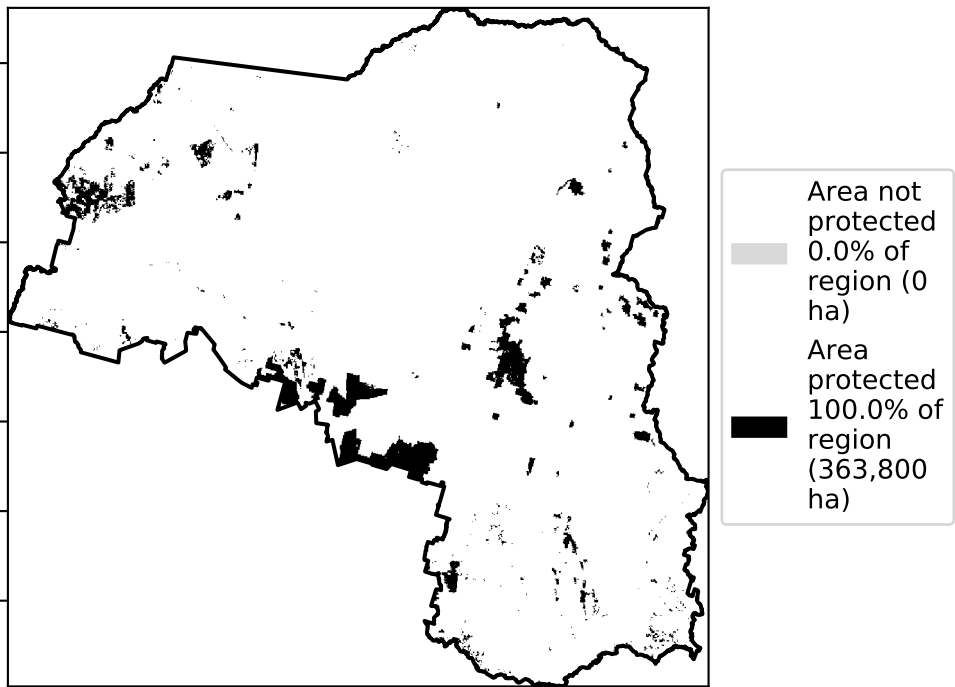 Area not
protected
0.0% of
region (0
ha)
Area
protected
100.0% of
region
(363,800
ha)